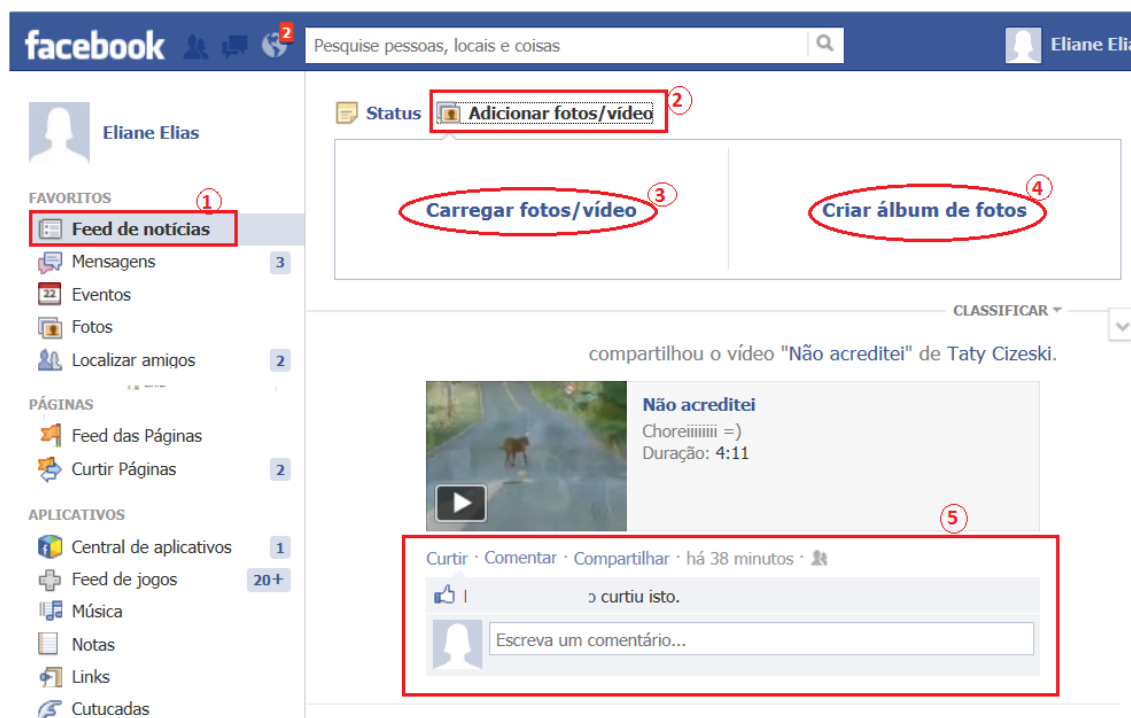 facebook
2
Pesquise pessoas, locais e coisas
Eliane Elia
Eliane Elias
Status
Adicionar fotos/vídeo
2
Carregar fotos/vídeo
3
Criar álbum de fotos
4
FAVORITOS
1
Feed de notícias
Mensagens 3
22 Eventos
Fotos
Localizar amigos 2
PÁGINAS
Feed das Páginas
Curtir Páginas 2
APLICATIVOS
Central de aplicativos 1
Feed de jogos 20+
Música
Notas
Links
Cutucadas
CLASSIFICAR
compartilhou o vídeo "Não acreditei" de Taty Cizeski.
Não acreditei
Choreiiiiiiii =)
Duração: 4:11
5
Curtir · Comentar · Compartilhar · há 38 minutos ·
o curtiu isto.
Escreva um comentário...